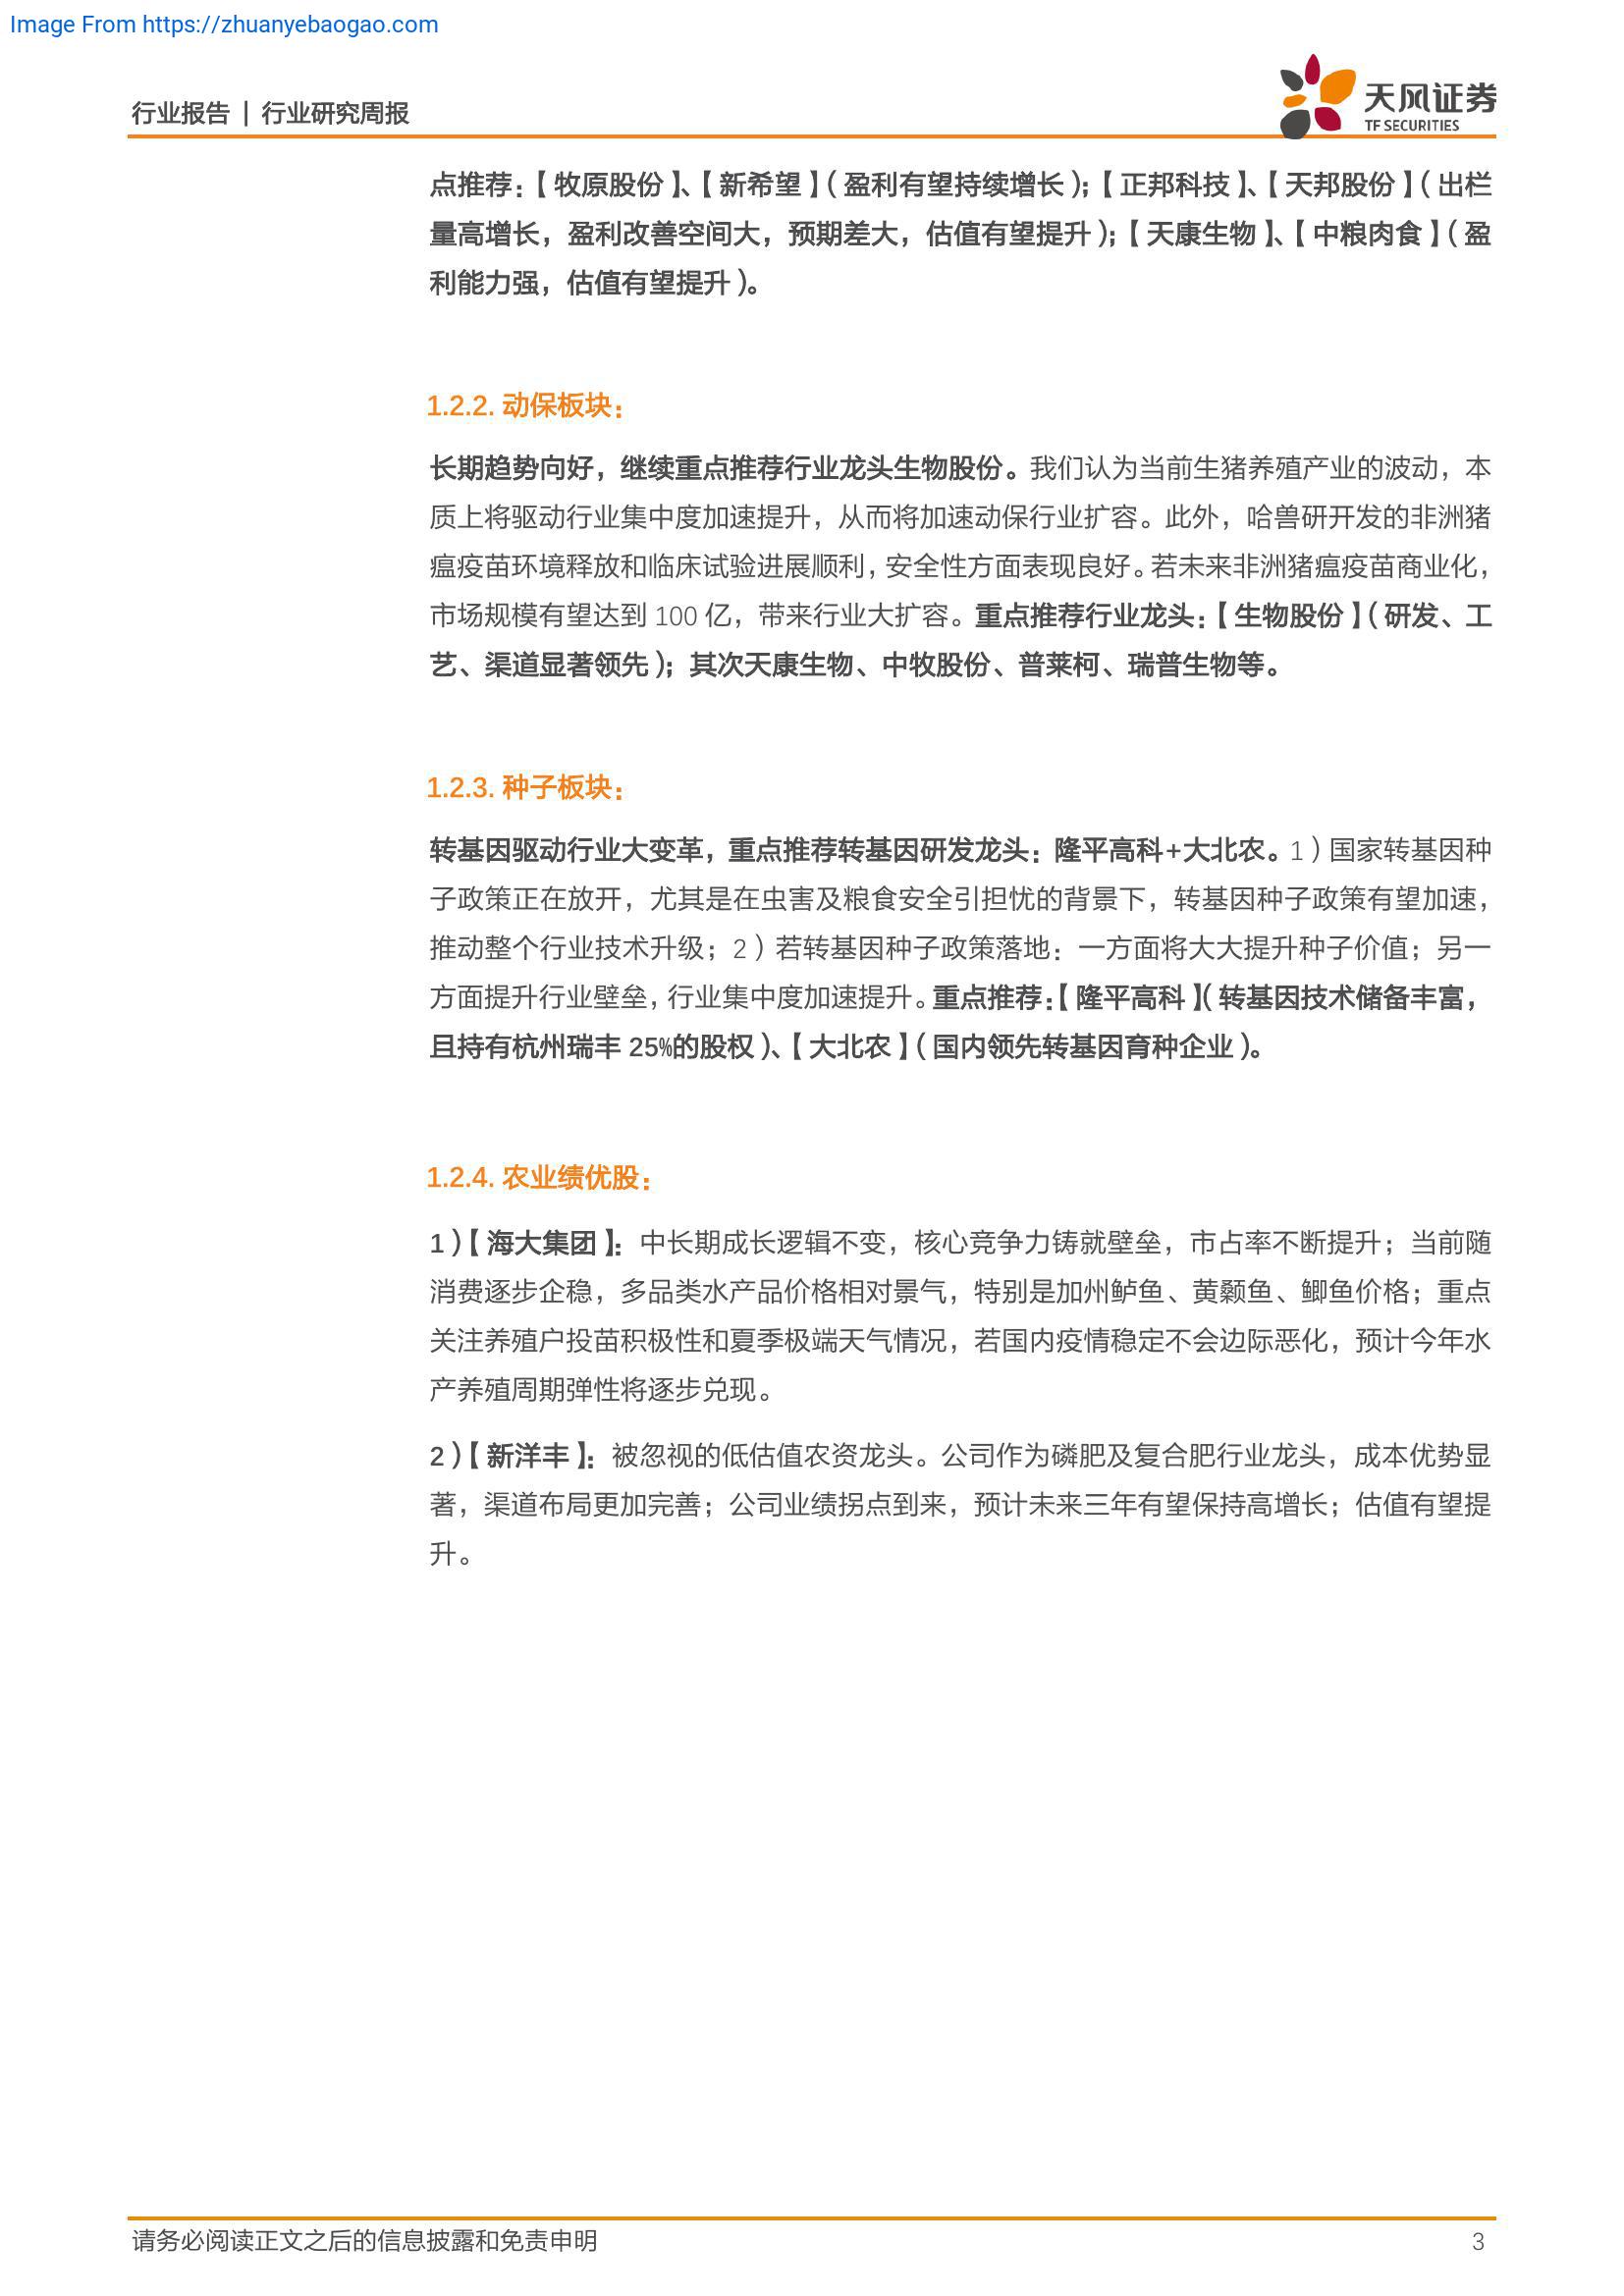 Image From https://zhuanyebaogao.com
行业报告 | 行业研究周报
天风证券
TF SECURITIES
点推荐：【牧原股份】、【新希望】（盈利有望持续增长）；【正邦科技】、【天邦股份】（出栏
量高增长，盈利改善空间大，预期差大，估值有望提升）；【天康生物】、【中粮肉食】（盈
利能力强，估值有望提升）。
1.2.2. 动保板块：
长期趋势向好，继续重点推荐行业龙头生物股份。我们认为当前生猪养殖产业的波动，本
质上将驱动行业集中度加速提升，从而将加速动保行业扩容。此外，哈兽研开发的非洲猪
瘟疫苗环境释放和临床试验进展顺利，安全性方面表现良好。若未来非洲猪瘟疫苗商业化，
市场规模有望达到 100 亿，带来行业大扩容。重点推荐行业龙头：【生物股份】（研发、工
艺、渠道显著领先）；其次天康生物、中牧股份、普莱柯、瑞普生物等。
1.2.3. 种子板块：
转基因驱动行业大变革，重点推荐转基因研发龙头：隆平高科+大北农。1）国家转基因种
子政策正在放开，尤其是在虫害及粮食安全引担忧的背景下，转基因种子政策有望加速，
推动整个行业技术升级；2）若转基因种子政策落地：一方面将大大提升种子价值；另一
方面提升行业壁垒，行业集中度加速提升。重点推荐：【隆平高科】（转基因技术储备丰富，
且持有杭州瑞丰 25%的股权）、【大北农】（国内领先转基因育种企业）。
1.2.4. 农业绩优股：
1）【海大集团】：中长期成长逻辑不变，核心竞争力铸就壁垒，市占率不断提升；当前随
消费逐步企稳，多品类水产品价格相对景气，特别是加州鲈鱼、黄颡鱼、鲫鱼价格；重点
关注养殖户投苗积极性和夏季极端天气情况，若国内疫情稳定不会边际恶化，预计今年水
产养殖周期弹性将逐步兑现。
2）【新洋丰】：被忽视的低估值农资龙头。公司作为磷肥及复合肥行业龙头，成本优势显
著，渠道布局更加完善；公司业绩拐点到来，预计未来三年有望保持高增长；估值有望提
升。
请务必阅读正文之后的信息披露和免责申明
3